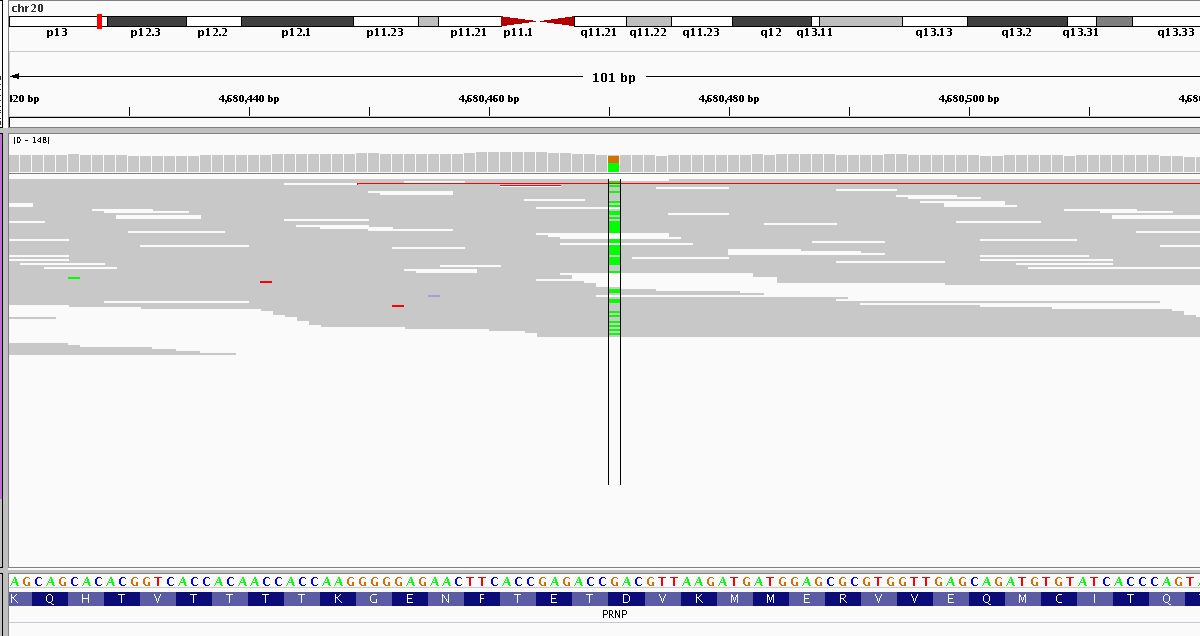 chr20
p13 p12.3 p12.2 p12.1 p11.23 p11.21 p11.1 q11.21 q11.22 q11.23 q12 q13.11 q13.13 q13.2 q13.31 q13.33
101 bp
20 bp 4,680,440 bp 4,680,460 bp 4,680,480 bp 4,680,500 bp 4,680
[0 - 148]
AGCAGCACACGGTCACCACAACCACCAAGGGGGAGAACTTCACCGAGACCGACGTTAAGATGATGGAGCGCGTGGTTGAGCAGATGTGTATCACCCAGT
K Q H T V T T T T K G E N F T E T D V K M M E R V V E Q M C I T Q
PRNP